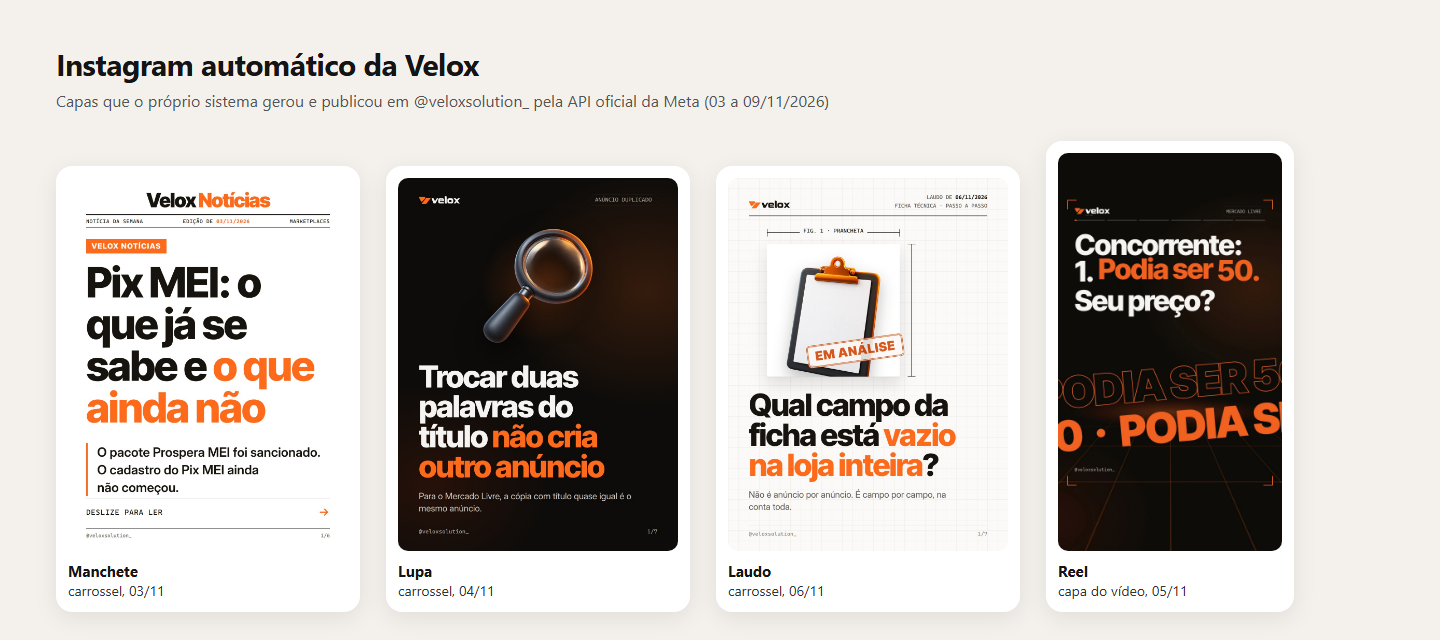 Instagram automático da Velox
Capas que o próprio sistema gerou e publicou em @veloxsolution_ pela API oficial da Meta (03 a 09/11/2026)
Velox Notícias
NOTÍCIA DA SEMANA EDIÇÃO DE 03/11/2026 MARKETPLACES
VELOX NOTÍCIAS
Pix MEI: o
que já se
sabe e o que
ainda não
O pacote Prospera MEI foi sancionado.
O cadastro do Pix MEI ainda
não começou.
DESLIZE PARA LER →
@veloxsolution_ 1/6
Manchete
carrossel, 03/11
velox ANÚNCIO DUPLICADO
Trocar duas
palavras do
título não cria
outro anúncio
Para o Mercado Livre, a cópia com título quase igual é o
mesmo anúncio.
@veloxsolution_ 1/7
Lupa
carrossel, 04/11
velox
LAUDO DE 06/11/2026
FICHA TÉCNICA · PASSO A PASSO
FIG. 1 · PRANCHETA
EM ANÁLISE
Qual campo da
ficha está vazio
na loja inteira?
Não é anúncio por anúncio. É campo por campo, na
conta toda.
@veloxsolution_ 1/7
Laudo
carrossel, 06/11
velox MERCADO LIVRE
Concorrente:
1. Podia ser 50.
Seu preço?
PODIA SER 50
0 · PODIA SE
@veloxsolution_
Reel
capa do vídeo, 05/11